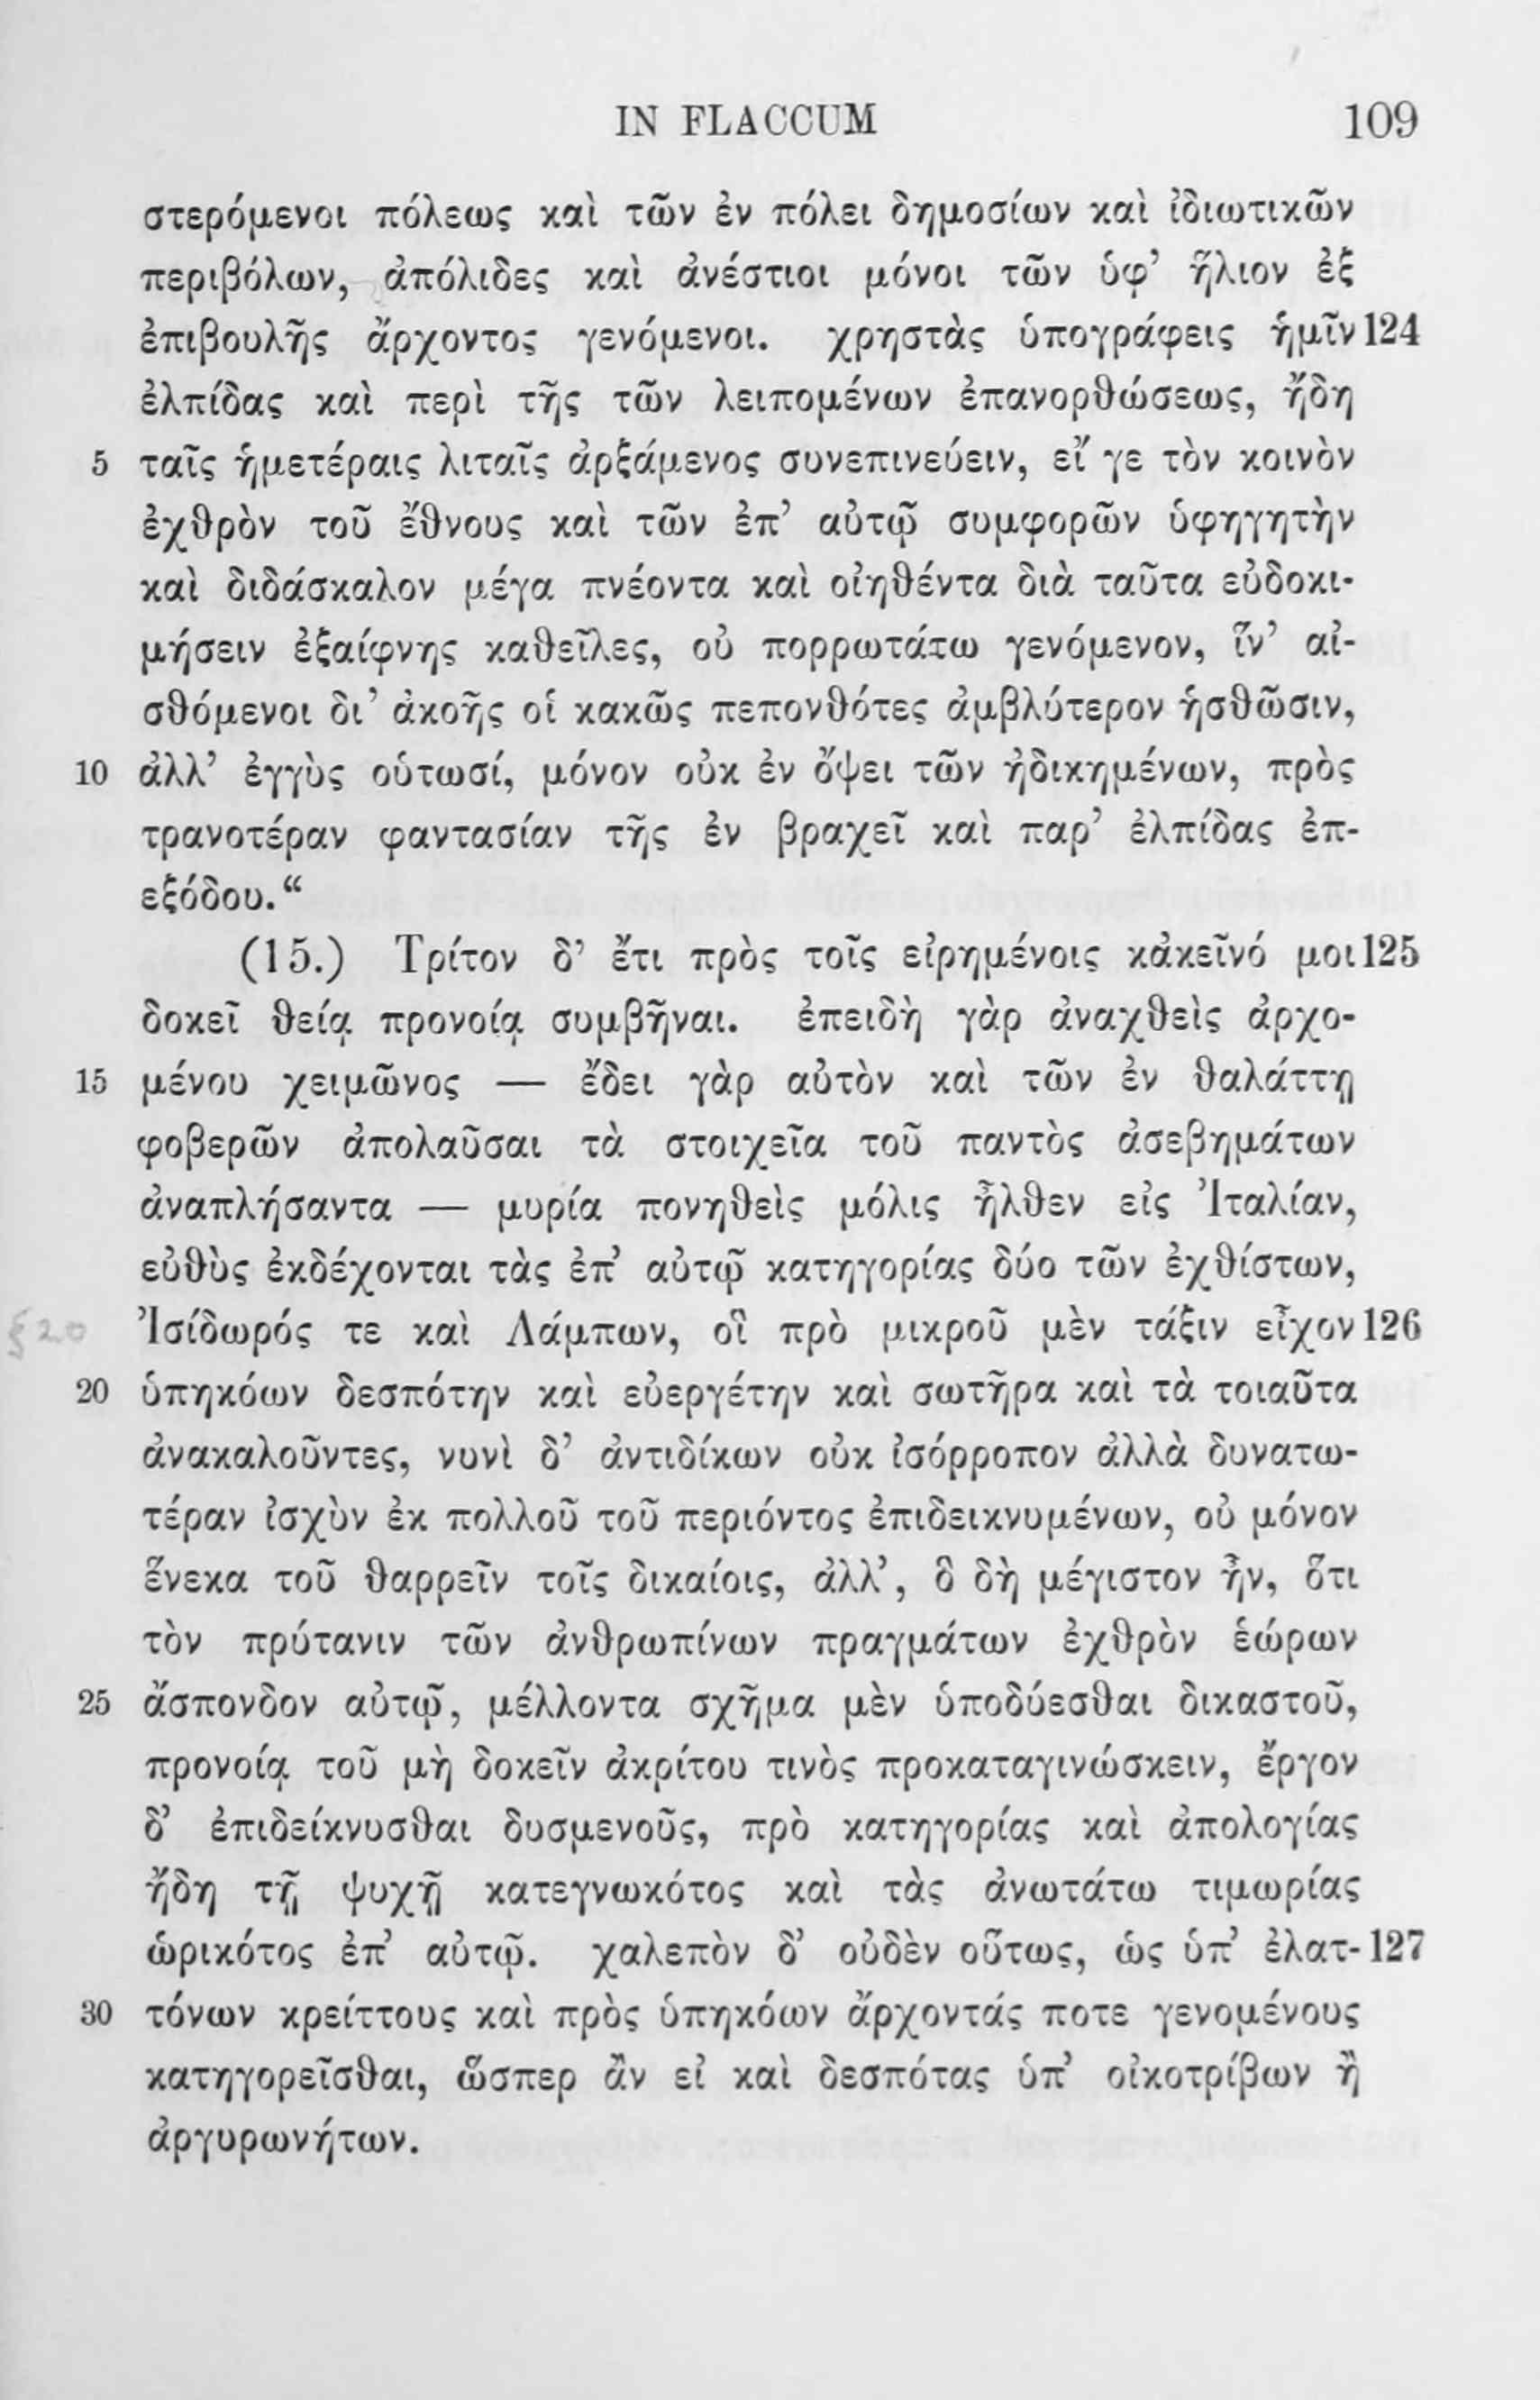 IN FLACCUM 109
στερόμενοι πόλεως καὶ τῶν ἐν πόλει δημοσίων καὶ ἰδιωτικῶν
περιβόλων, ἀπόλιδες καὶ ἀνέστιοι μόνοι τῶν ὑφ’ ἥλιον ἐξ
ἐπιβουλῆς ἄρχοντος γενόμενοι. χρηστὰς ὑπογράφεις ἡμῖν 124
ἐλπίδας καὶ περὶ τῆς τῶν λειπομένων ἐπανορθώσεως, ἤδη
5 ταῖς ἡμετέραις λιταῖς ἀρξάμενος συνεπινεύειν, εἴ γε τὸν κοινὸν
ἐχθρὸν τοῦ ἔθνους καὶ τῶν ἐπ’ αὐτῷ συμφορῶν ὑφηγητὴν
καὶ διδάσκαλον μέγα πνέοντα καὶ οἰηθέντα διὰ ταῦτα εὐδοκι-
μήσειν ἐξαίφνης καθεῖλες, οὐ πορρωτάτω γενόμενον, ἵν’ αἰ-
σθόμενοι δι’ ἀκοῆς οἱ κακῶς πεπονθότες ἀμβλύτερον ἡσθῶσιν,
10 ἀλλ’ ἐγγὺς οὑτωσί, μόνον οὐκ ἐν ὄψει τῶν ἠδικημένων, πρὸς
τρανοτέραν φαντασίαν τῆς ἐν βραχεῖ καὶ παρ’ ἐλπίδας ἐπ-
εξόδου.“
(15.) Τρίτον δ’ ἔτι πρὸς τοῖς εἰρημένοις κἀκεῖνό μοι 125
δοκεῖ θείᾳ προνοίᾳ συμβῆναι. ἐπειδὴ γὰρ ἀναχθεὶς ἀρχο-
15 μένου χειμῶνος — ἔδει γὰρ αὐτὸν καὶ τῶν ἐν θαλάττῃ
φοβερῶν ἀπολαῦσαι τὰ στοιχεῖα τοῦ παντὸς ἀσεβημάτων
ἀναπλήσαντα — μυρία πονηθεὶς μόλις ἦλθεν εἰς Ἰταλίαν,
εὐθὺς ἐκδέχονται τὰς ἐπ’ αὐτῷ κατηγορίας δύο τῶν ἐχθίστων,
§20 Ἰσίδωρός τε καὶ Λάμπων, οἳ πρὸ μικροῦ μὲν τάξιν εἶχον 126
20 ὑπηκόων δεσπότην καὶ εὐεργέτην καὶ σωτῆρα καὶ τὰ τοιαῦτα
ἀνακαλοῦντες, νυνὶ δ’ ἀντιδίκων οὐκ ἰσόρροπον ἀλλὰ δυνατω-
τέραν ἰσχὺν ἐκ πολλοῦ τοῦ περιόντος ἐπιδεικνυμένων, οὐ μόνον
ἕνεκα τοῦ θαρρεῖν τοῖς δικαίοις, ἀλλ’, ὃ δὴ μέγιστον ἦν, ὅτι
τὸν πρύτανιν τῶν ἀνθρωπίνων πραγμάτων ἐχθρὸν ἑώρων
25 ἄσπονδον αὐτῷ, μέλλοντα σχῆμα μὲν ὑποδύεσθαι δικαστοῦ,
προνοίᾳ τοῦ μὴ δοκεῖν ἀκρίτου τινὸς προκαταγινώσκειν, ἔργον
δ’ ἐπιδείκνυσθαι δυσμενοῦς, πρὸ κατηγορίας καὶ ἀπολογίας
ἤδη τῇ ψυχῇ κατεγνωκότος καὶ τὰς ἀνωτάτω τιμωρίας
ὡρικότος ἐπ’ αὐτῷ. χαλεπὸν δ’ οὐδὲν οὕτως, ὡς ὑπ’ ἐλατ- 127
30 τόνων κρείττους καὶ πρὸς ὑπηκόων ἄρχοντάς ποτε γενομένους
κατηγορεῖσθαι, ὥσπερ ἂν εἰ καὶ δεσπότας ὑπ’ οἰκοτρίβων ἢ
ἀργυρωνήτων.